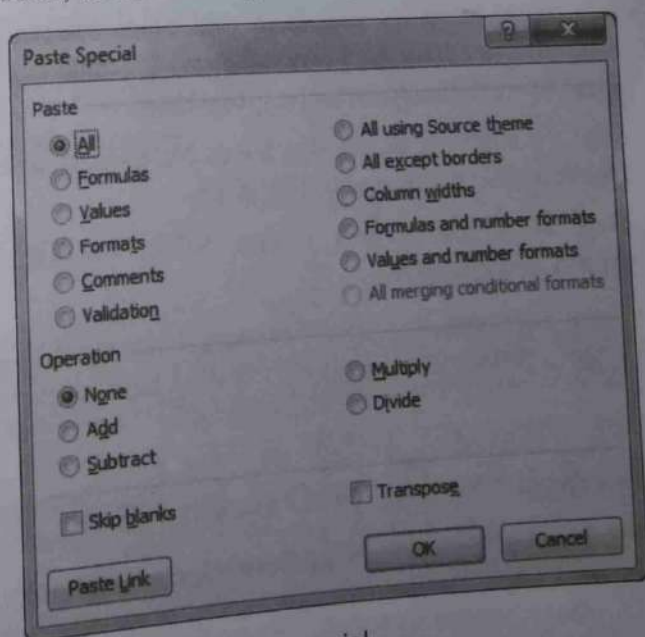 Paste Special
Paste
All
Formulas
Values
Formats
Comments
Validation
All using Source theme
All except borders
Column widths
Formulas and number formats
Values and number formats
All merging conditional formats
Operation
None
Add
Subtract
Multiply
Divide
Skip blanks
Transpose
Paste Link
OK
Cancel